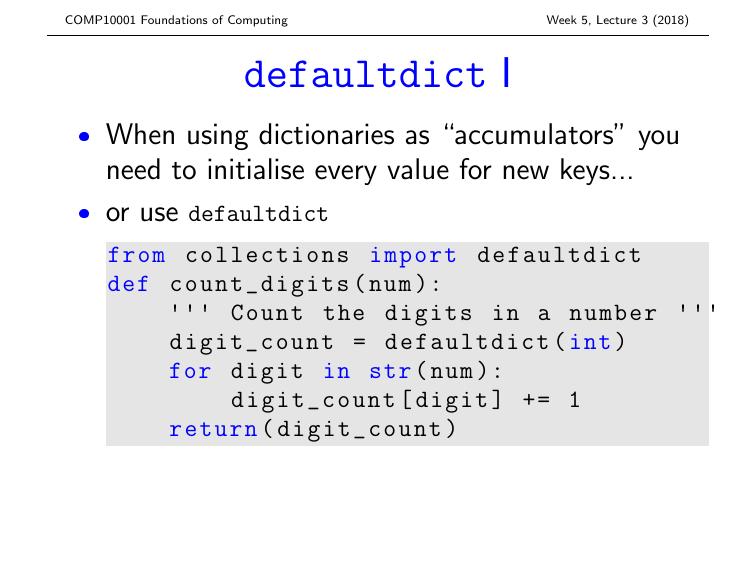 COMP10001 Foundations of Computing
Week 5, Lecture 3 (2018)
defaultdict I
• When using dictionaries as “accumulators” you
need to initialise every value for new keys...
• or use defaultdict
from collections import defaultdict
def count_digits(num):
    ''' Count the digits in a number '''
    digit_count = defaultdict(int)
    for digit in str(num):
        digit_count[digit] += 1
    return(digit_count)